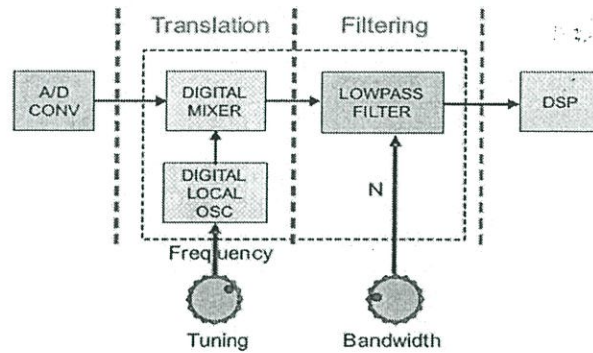 Translation
Filtering
A/D
CONV
DIGITAL
MIXER
LOWPASS
FILTER
DSP
DIGITAL
LOCAL
OSC
N
Frequency
Tuning
Bandwidth